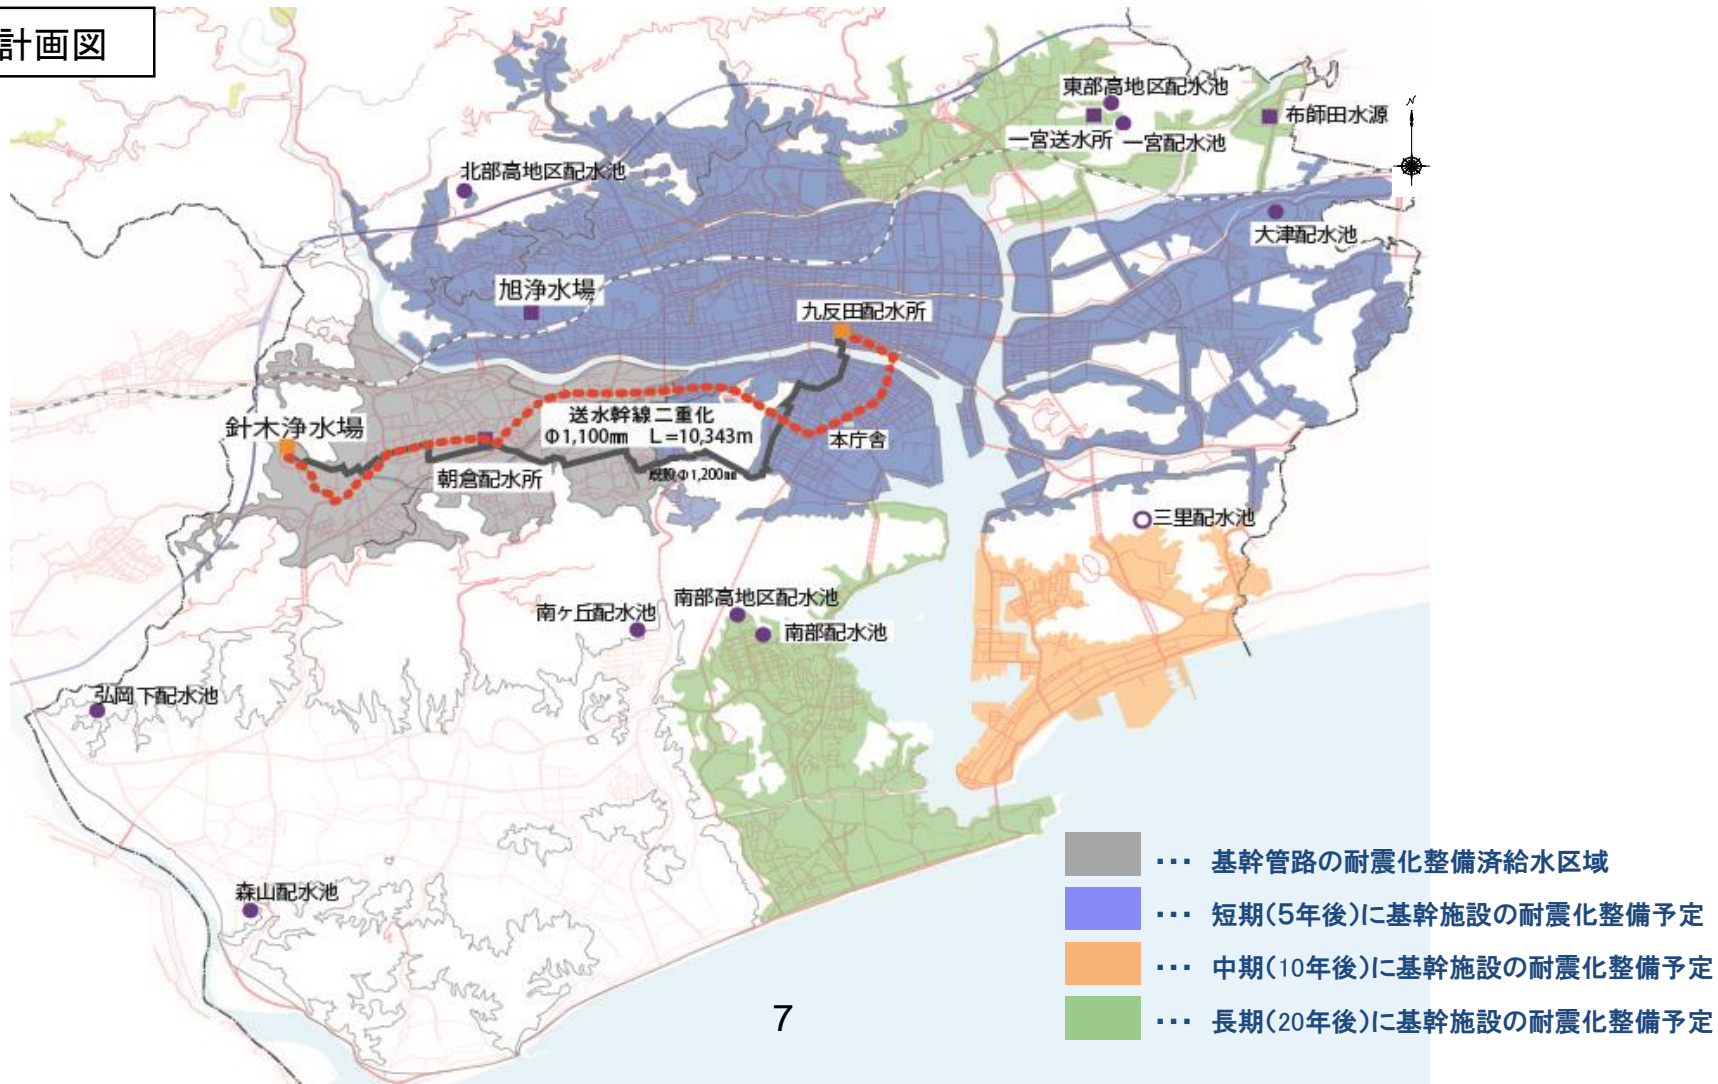 計画図
東部高地区配水池
布師田水源
一宮送水所
一宮配水池
N
北部高地区配水池
大津配水池
旭浄水場
九反田配水所
針木浄水場
送水幹線二重化
Φ1,100㎜ L=10,343m
本庁舎
朝倉配水所
既設Φ1,200㎜
三里配水池
南ヶ丘配水池
南部高地区配水池
南部配水池
弘岡下配水池
森山配水池
・・・ 基幹管路の耐震化整備済給水区域
・・・ 短期(5年後)に基幹施設の耐震化整備予定
・・・ 中期(10年後)に基幹施設の耐震化整備予定
・・・ 長期(20年後)に基幹施設の耐震化整備予定
7